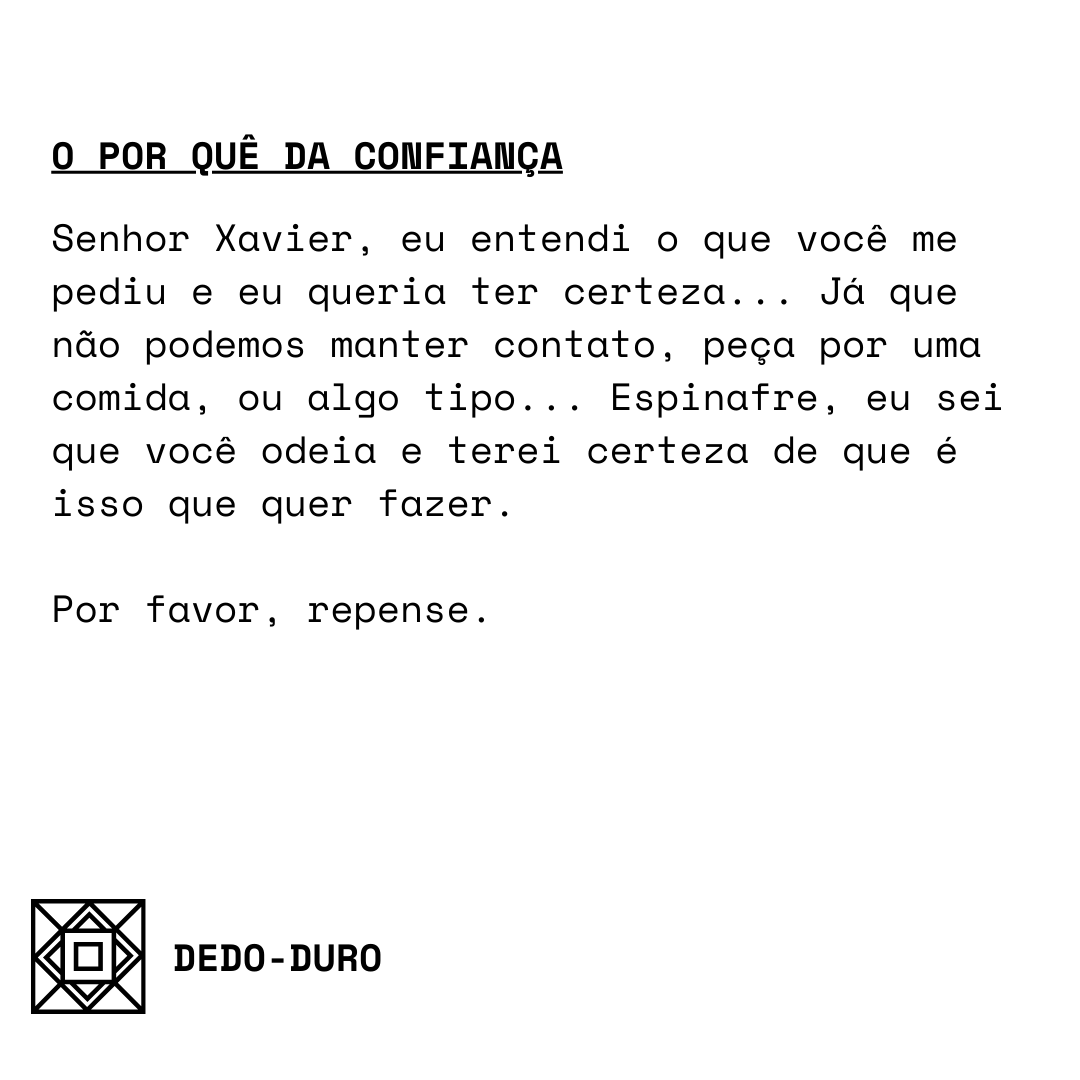 O POR QUÊ DA CONFIANÇA
Senhor Xavier, eu entendi o que você me
pediu e eu queria ter certeza... Já que
não podemos manter contato, peça por uma
comida, ou algo tipo... Espinafre, eu sei
que você odeia e terei certeza de que é
isso que quer fazer.
Por favor, repense.
DEDO-DURO